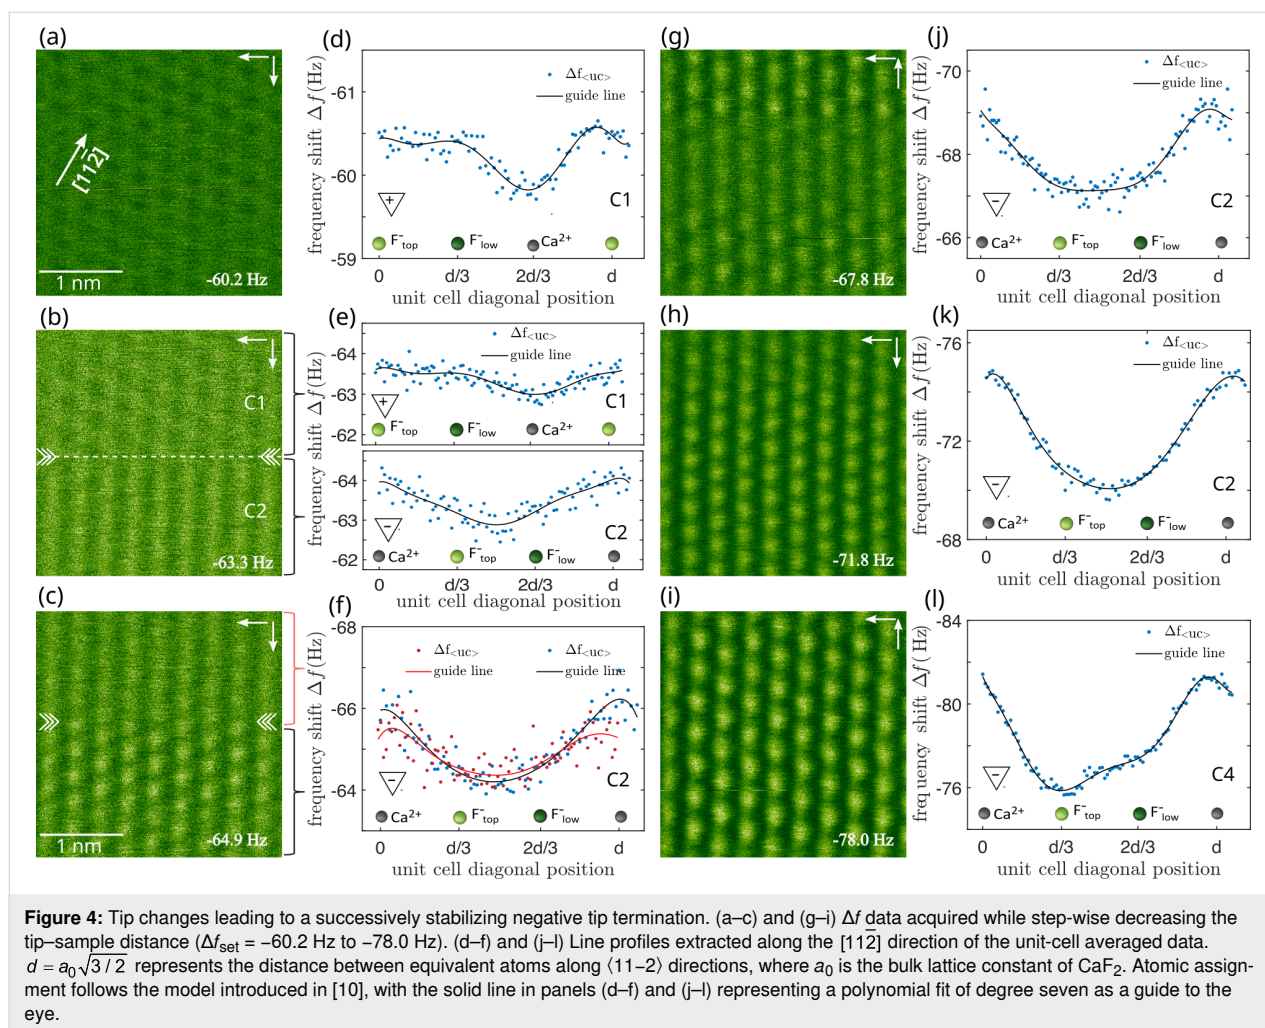 (a)
[112̄]
1 nm
-60.2 Hz
(d)
frequency shift Δf (Hz)
-61
-60
-59
Δf<uc>
guide line
+
C1
F⁻top
F⁻low
Ca²⁺
0
d/3
2d/3
d
unit cell diagonal position
(g)
-67.8 Hz
(j)
frequency shift Δf (Hz)
-70
-68
-66
Δf<uc>
guide line
-
C2
Ca²⁺
F⁻top
F⁻low
0
d/3
2d/3
d
unit cell diagonal position
(b)
C1
C2
-63.3 Hz
(e)
frequency shift Δf (Hz)
-64
-63
-62
Δf<uc>
guide line
+
C1
F⁻top
F⁻low
Ca²⁺
-64
-63
-62
-
C2
Ca²⁺
F⁻top
F⁻low
0
d/3
2d/3
d
unit cell diagonal position
(h)
-71.8 Hz
(k)
frequency shift Δf (Hz)
-76
-72
-68
Δf<uc>
guide line
-
C2
Ca²⁺
F⁻top
F⁻low
0
d/3
2d/3
d
unit cell diagonal position
(c)
1 nm
-64.9 Hz
(f)
frequency shift Δf (Hz)
-68
-66
-64
Δf<uc>
guide line
Δf<uc>
guide line
-
C2
Ca²⁺
F⁻top
F⁻low
0
d/3
2d/3
d
unit cell diagonal position
(i)
-78.0 Hz
(l)
frequency shift Δf (Hz)
-84
-80
-76
Δf<uc>
guide line
-
C4
Ca²⁺
F⁻top
F⁻low
0
d/3
2d/3
d
unit cell diagonal position
Figure 4: Tip changes leading to a successively stabilizing negative tip termination. (a–c) and (g–i) Δf data acquired while step-wise decreasing the
tip–sample distance (Δfset = −60.2 Hz to −78.0 Hz). (d–f) and (j–l) Line profiles extracted along the [112̄] direction of the unit-cell averaged data.
d = a₀√3/2 represents the distance between equivalent atoms along ⟨11−2⟩ directions, where a₀ is the bulk lattice constant of CaF₂. Atomic assign-
ment follows the model introduced in [10], with the solid line in panels (d–f) and (j–l) representing a polynomial fit of degree seven as a guide to the
eye.